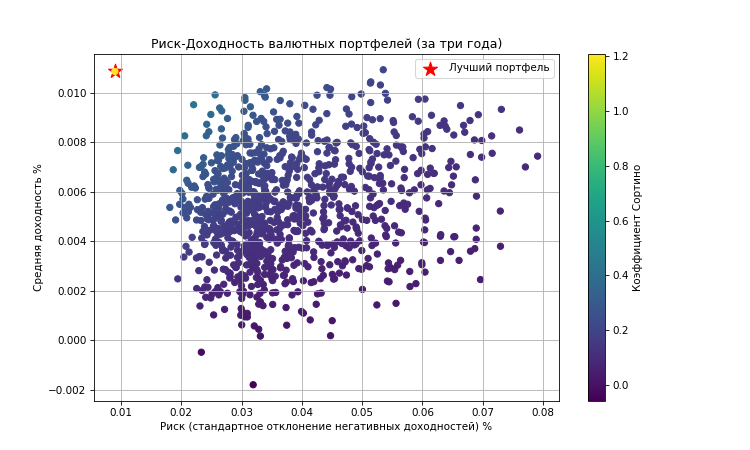 Риск-Доходность валютных портфелей (за три года)
Лучший портфель
Средняя доходность %
0.010
0.008
0.006
0.004
0.002
0.000
−0.002
0.01 0.02 0.03 0.04 0.05 0.06 0.07 0.08
Риск (стандартное отклонение негативных доходностей) %
1.2
1.0
0.8
0.6
0.4
0.2
0.0
Коэффициент Сортино